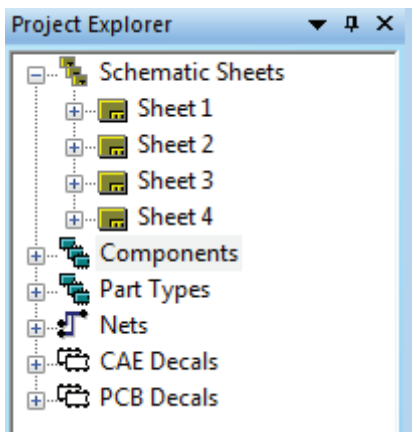 Project Explorer
Schematic Sheets
Sheet 1
Sheet 2
Sheet 3
Sheet 4
Components
Part Types
Nets
CAE Decals
PCB Decals